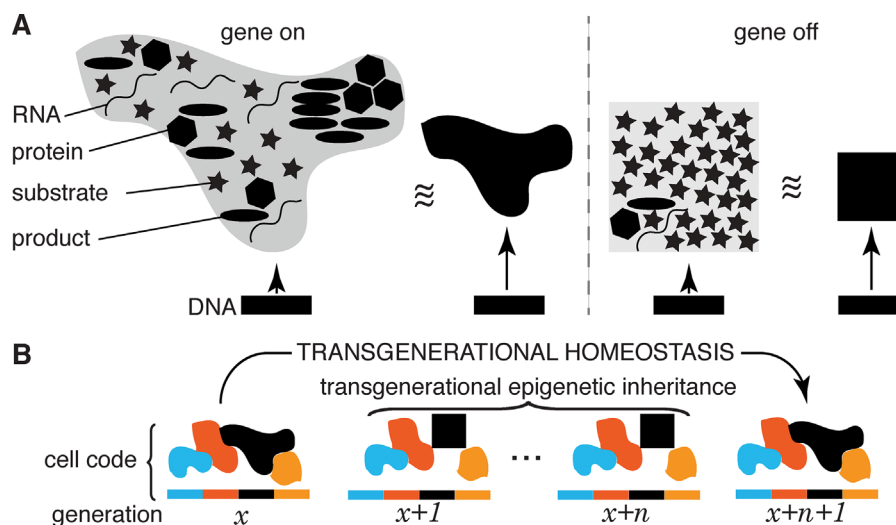 A
gene on
gene off
RNA
protein
substrate
product
≈
≈
DNA
B
TRANSGENERATIONAL HOMEOSTASIS
transgenerational epigenetic inheritance
cell code
...
generation x x+1 x+n x+n+1